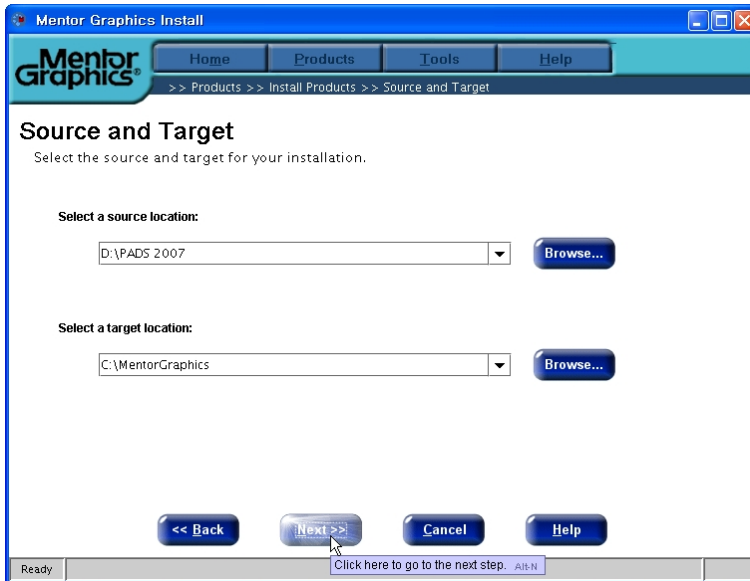 Mentor Graphics Install
Mentor Graphics®
Home Products Tools Help
>> Products >> Install Products >> Source and Target
Source and Target
Select the source and target for your installation.
Select a source location:
D:\PADS 2007 Browse...
Select a target location:
C:\MentorGraphics Browse...
<< Back Next >> Cancel Help
Click here to go to the next step. Alt-N
Ready